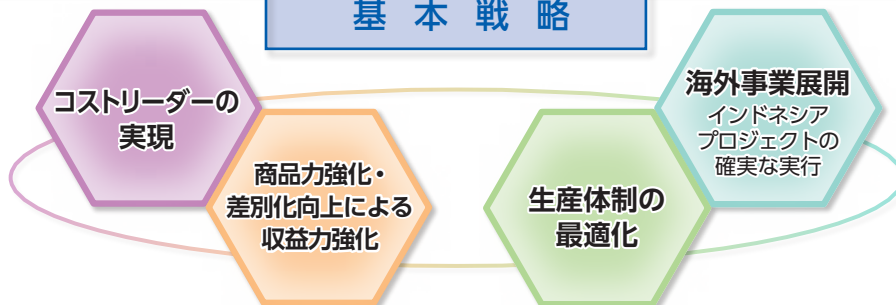 基本戦略
コストリーダーの
実現
商品力強化・
差別化向上による
収益力強化
生産体制の
最適化
海外事業展開
インドネシア
プロジェクトの
確実な実行